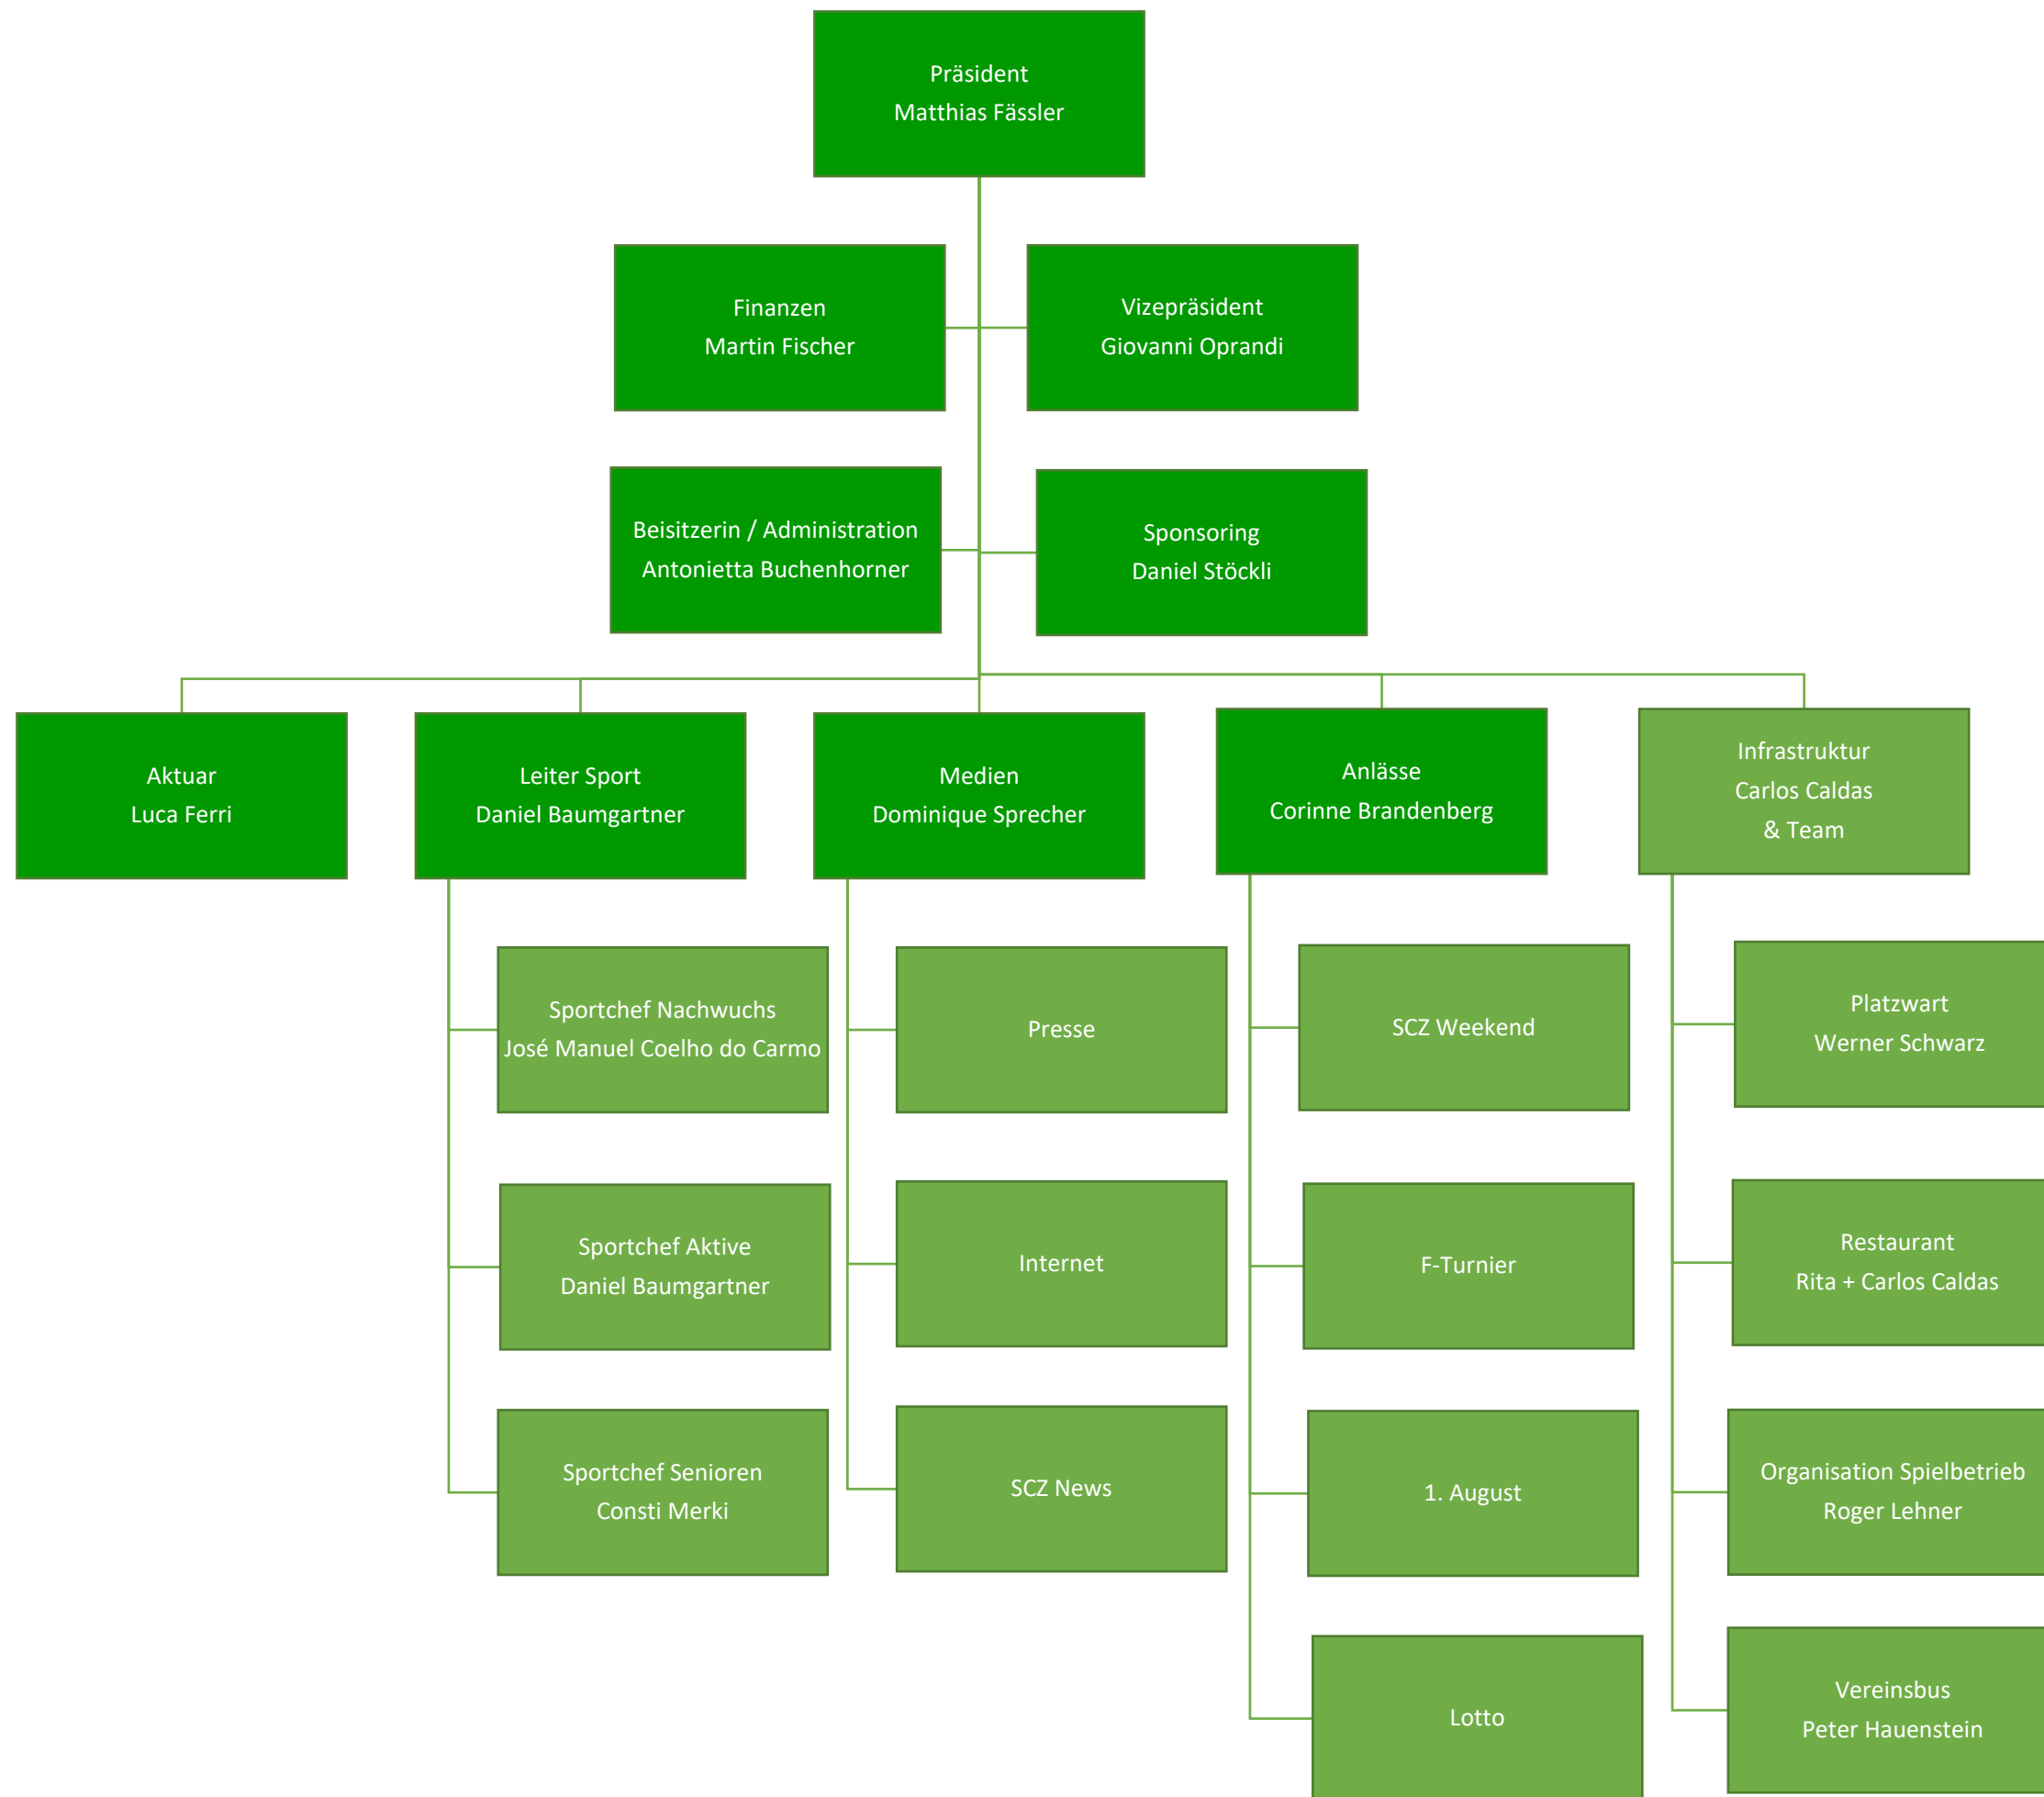 Präsident
Matthias Fässler
Finanzen
Martin Fischer
Vizepräsident
Giovanni Oprandi
Beisitzerin / Administration
Antonietta Buchenhorner
Sponsoring
Daniel Stöckli
Aktuar
Luca Ferri
Leiter Sport
Daniel Baumgartner
Medien
Dominique Sprecher
Anlässe
Corinne Brandenberg
Infrastruktur
Carlos Caldas
& Team
Sportchef Nachwuchs
José Manuel Coelho do Carmo
Presse
SCZ Weekend
Platzwart
Werner Schwarz
Sportchef Aktive
Daniel Baumgartner
Internet
F-Turnier
Restaurant
Rita + Carlos Caldas
Sportchef Senioren
Consti Merki
SCZ News
1. August
Organisation Spielbetrieb
Roger Lehner
Lotto
Vereinsbus
Peter Hauenstein